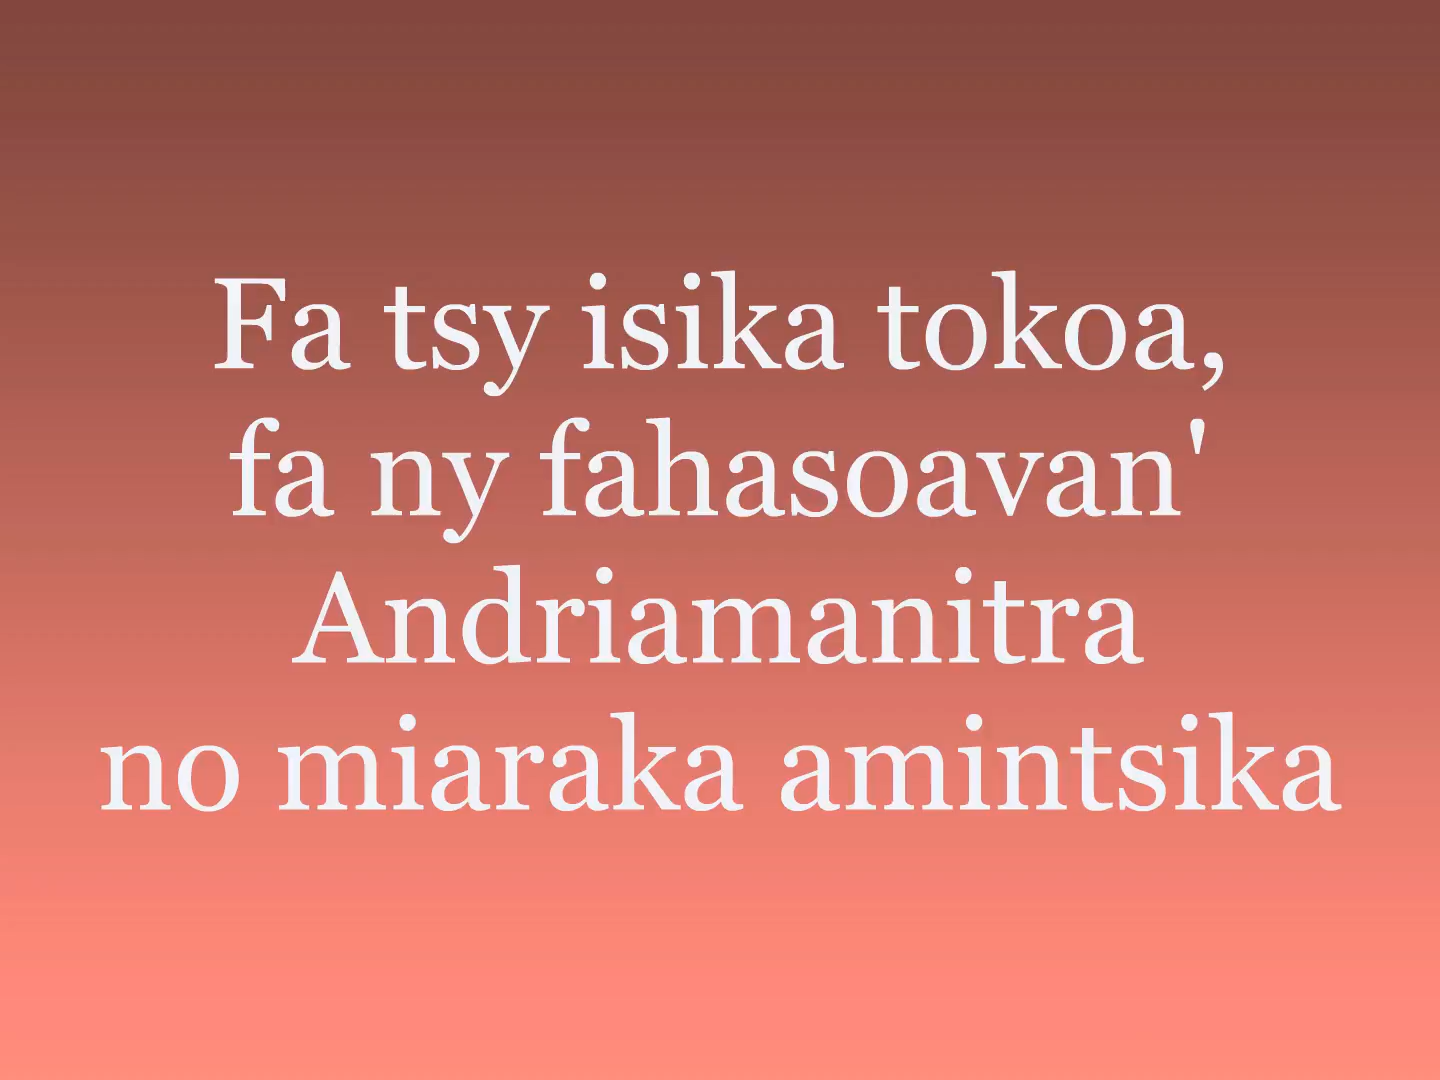 Fa tsy isika tokoa,
fa ny fahasoavan'
Andriamanitra
no miaraka amintsika